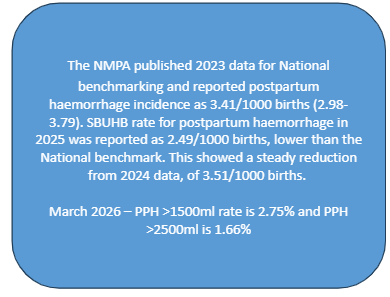 The NMPA published 2023 data for National
benchmarking and reported postpartum
haemorrhage incidence as 3.41/1000 births (2.98-
3.79). SBUHB rate for postpartum haemorrhage in
2025 was reported as 2.49/1000 births, lower than the
National benchmark. This showed a steady reduction
from 2024 data, of 3.51/1000 births.
March 2026 – PPH >1500ml rate is 2.75% and PPH
>2500ml is 1.66%